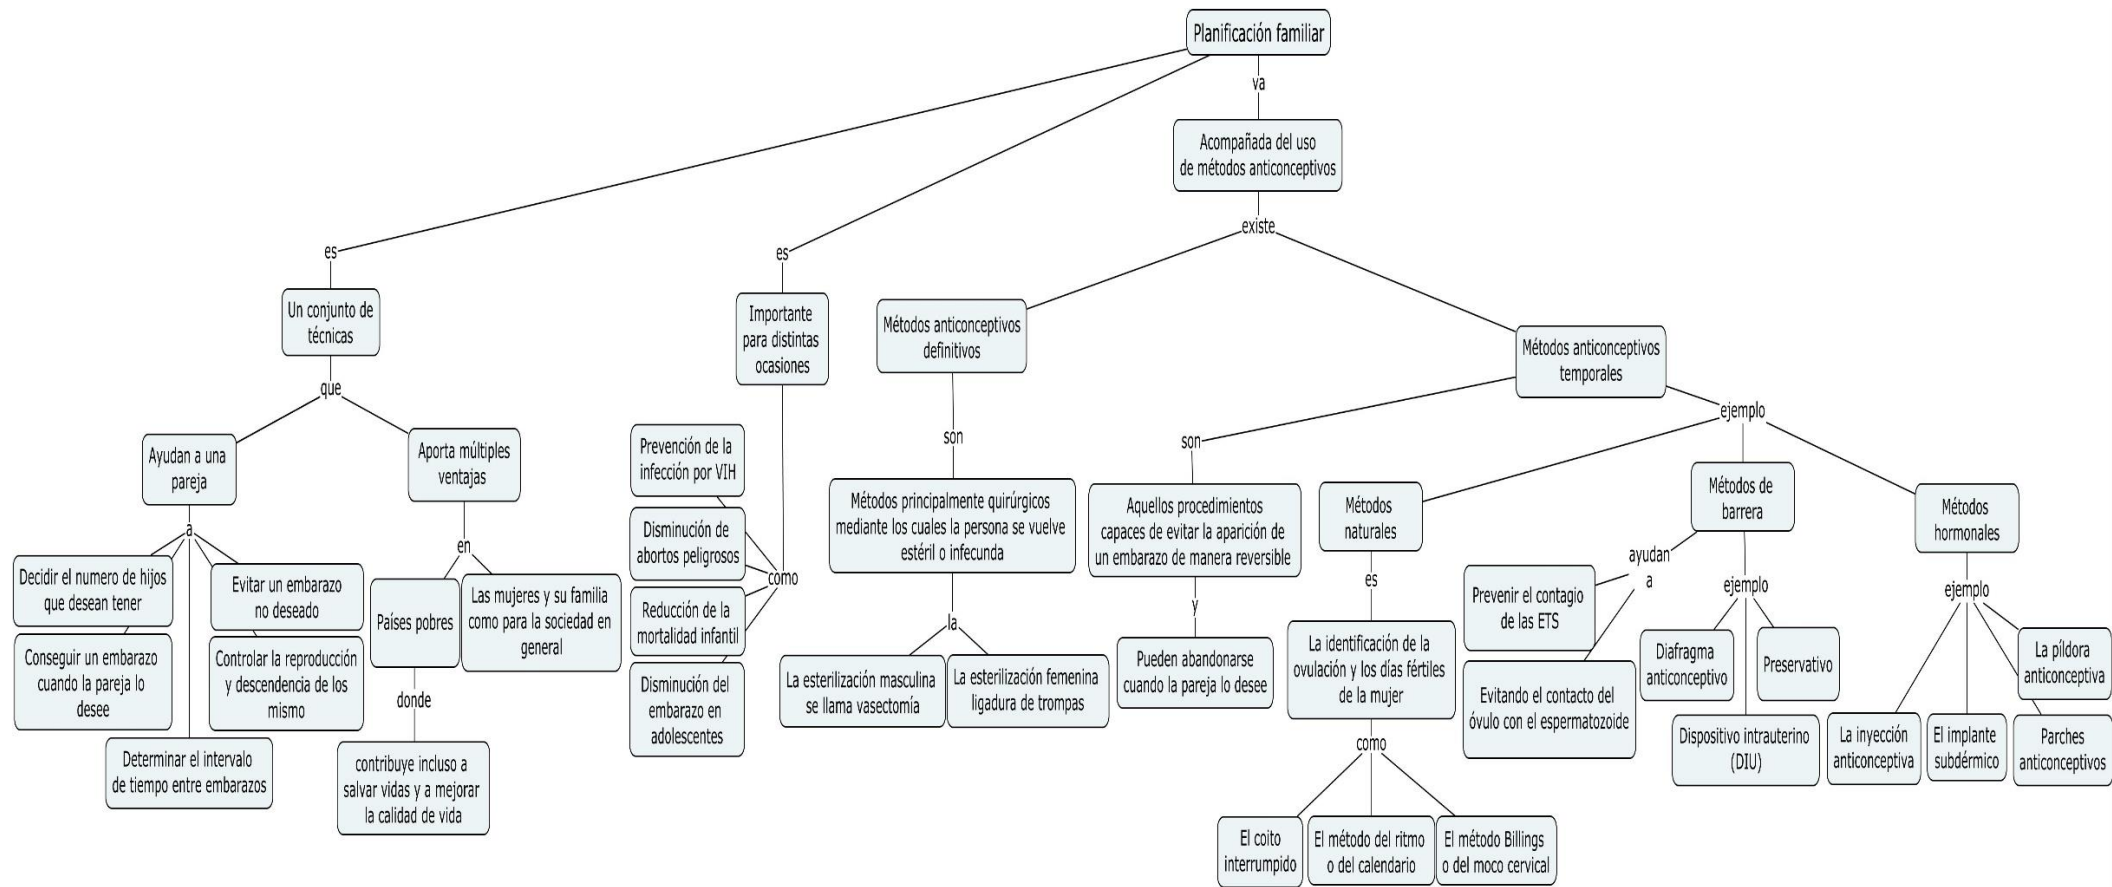 Planificación familiar
va
Acompañada del uso
de métodos anticonceptivos
existe
es
Un conjunto de
técnicas
que
Ayudan a una
pareja
a
Decidir el numero de hijos
que desean tener
Conseguir un embarazo
cuando la pareja lo
desee
Evitar un embarazo
no deseado
Controlar la reproducción
y descendencia de los
mismo
Determinar el intervalo
de tiempo entre embarazos
Aporta múltiples
ventajas
en
Países pobres
donde
contribuye incluso a
salvar vidas y a mejorar
la calidad de vida
Las mujeres y su familia
como para la sociedad en
general
es
Importante
para distintas
ocasiones
como
Prevención de la
infección por VIH
Disminución de
abortos peligrosos
Reducción de la
mortalidad infantil
Disminución del
embarazo en
adolescentes
Métodos anticonceptivos
definitivos
son
Métodos principalmente quirúrgicos
mediante los cuales la persona se vuelve
estéril o infecunda
la
La esterilización masculina
se llama vasectomía
La esterilización femenina
ligadura de trompas
Métodos anticonceptivos
temporales
son
Aquellos procedimientos
capaces de evitar la aparición de
un embarazo de manera reversible
y
Pueden abandonarse
cuando la pareja lo desee
ejemplo
Métodos
naturales
es
La identificación de la
ovulación y los días fértiles
de la mujer
como
El coito
interrumpido
El método del ritmo
o del calendario
El método Billings
o del moco cervical
Métodos de
barrera
ayudan
a
Prevenir el contagio
de las ETS
Evitando el contacto del
óvulo con el espermatozoide
ejemplo
Diafragma
anticonceptivo
Dispositivo intrauterino
(DIU)
Preservativo
Métodos
hormonales
ejemplo
La inyección
anticonceptiva
El implante
subdérmico
La píldora
anticonceptiva
Parches
anticonceptivos